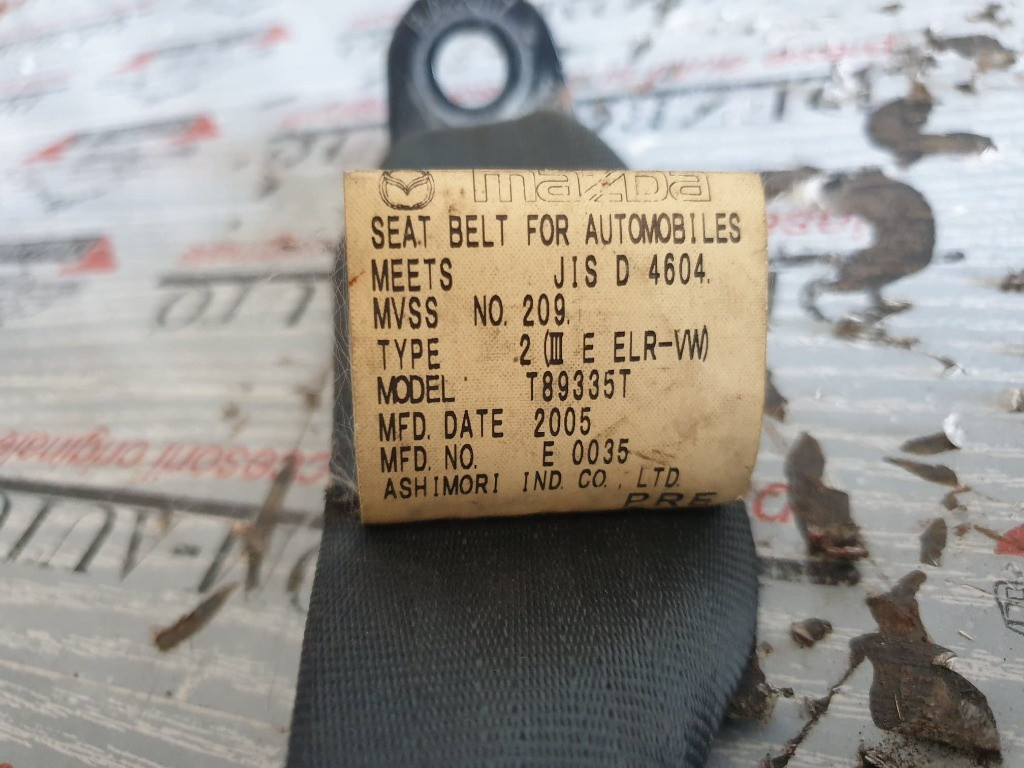 mazda
SEAT BELT FOR AUTOMOBILES
MEETS JIS D 4604.
MVSS NO. 209.
TYPE 2 (III E ELR-VW)
MODEL T89335T
MFD. DATE 2005
MFD. NO. E 0035
ASHIMORI IND. CO., LTD.
PRE